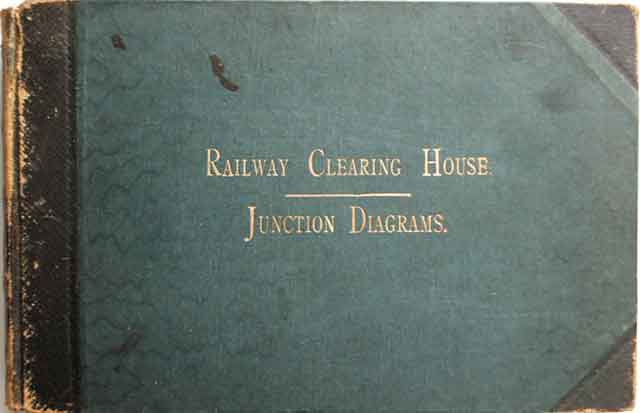 RAILWAY CLEARING HOUSE.
JUNCTION DIAGRAMS.